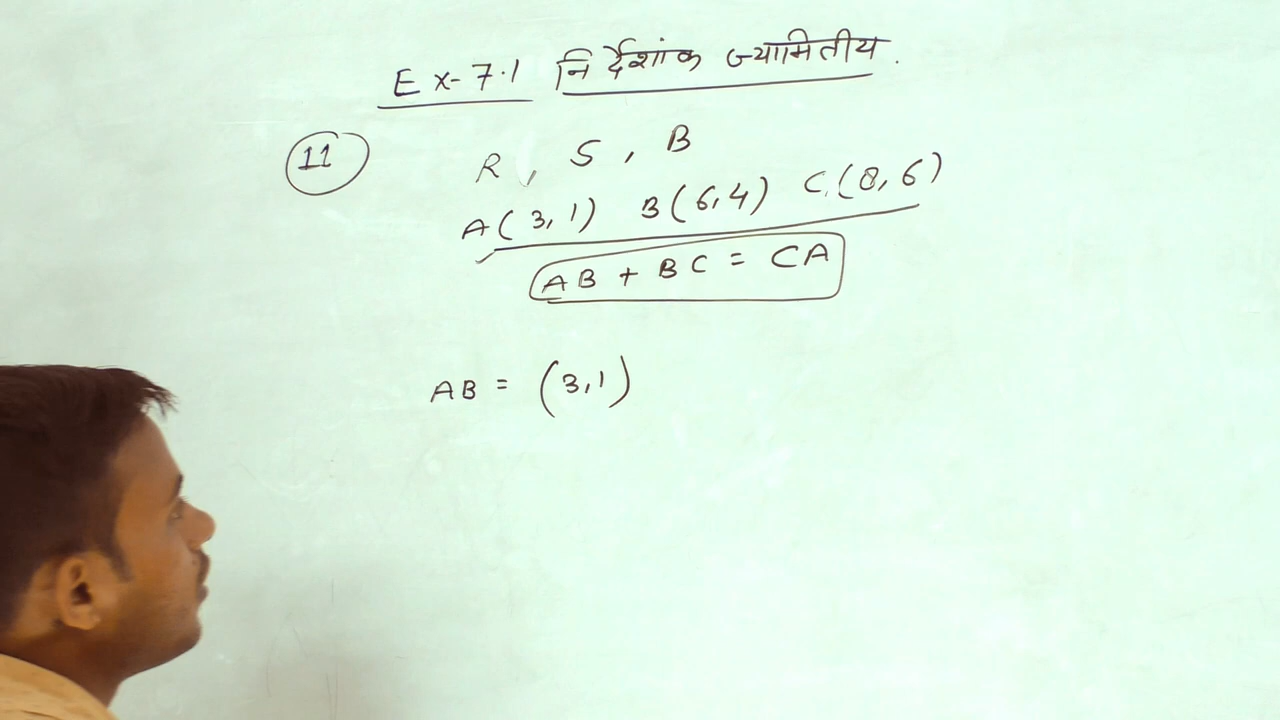 Ex-7.1 निर्देशांक ज्यामितीय.
11
R, S, B
A(3,1) B(6,4) C(8,6)
AB + BC = CA
AB = (3,1)